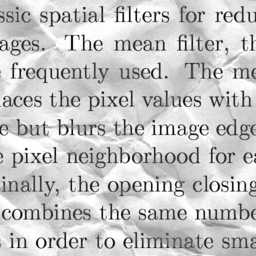 ssic spatial filters for redu
ages. The mean filter, th
frequently used. The me
aces the pixel values with
e but blurs the image edge
e pixel neighborhood for ea
inally, the opening closing
combines the same numbe
s in order to eliminate sma